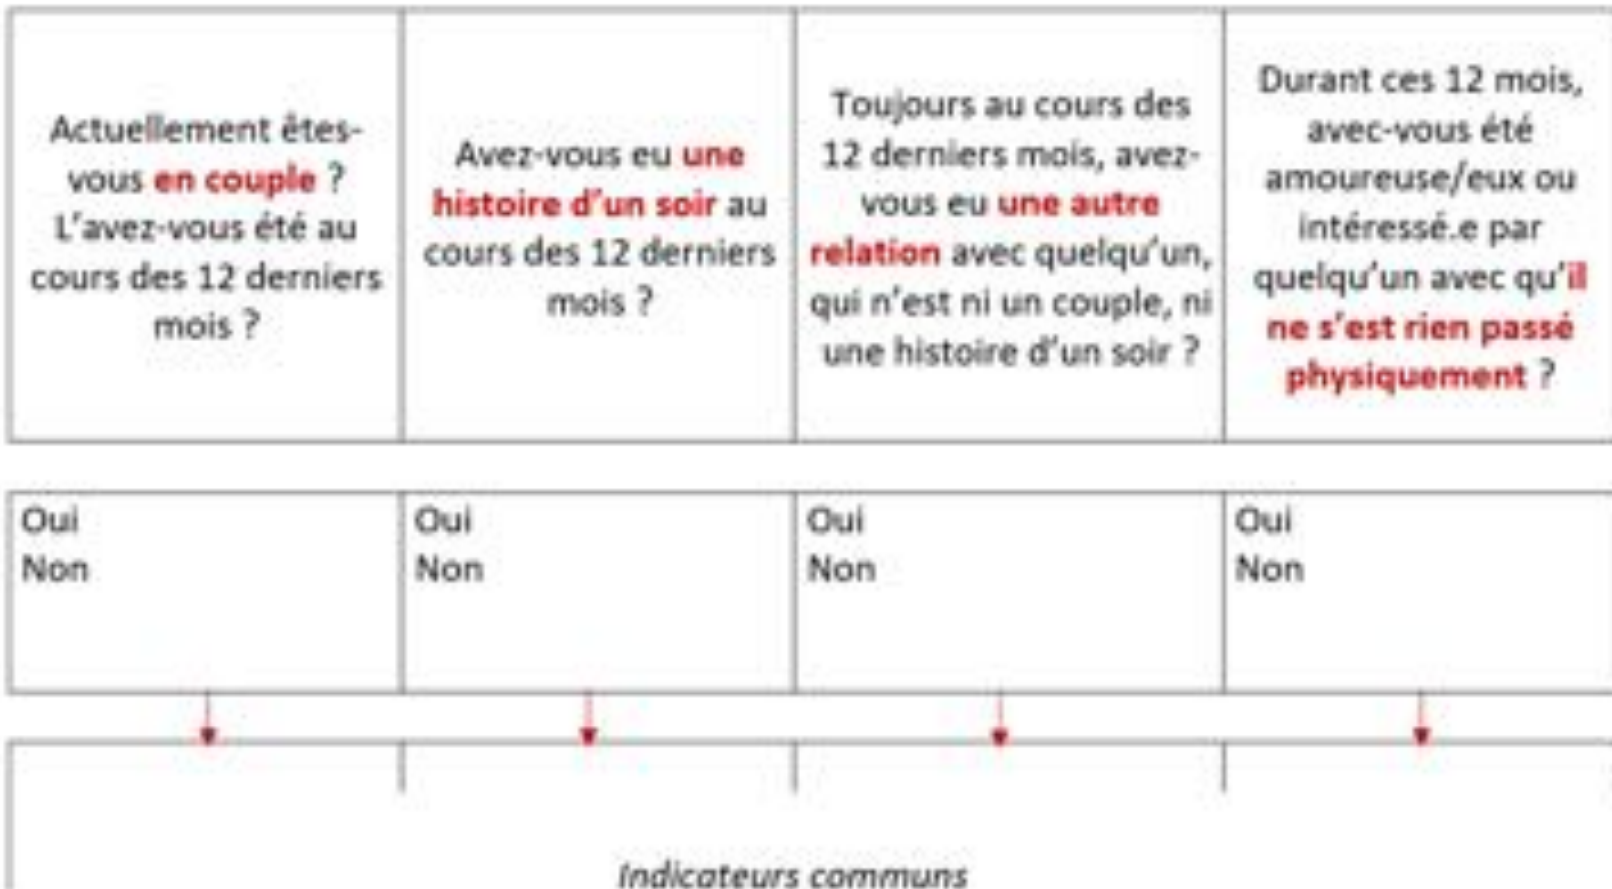 Actuellement êtes-
vous en couple ?
L'avez-vous été au
cours des 12 derniers
mois ?
Avez-vous eu une
histoire d'un soir au
cours des 12 derniers
mois ?
Toujours au cours des
12 derniers mois, avez-
vous eu une autre
relation avec quelqu'un,
qui n'est ni un couple, ni
une histoire d'un soir ?
Durant ces 12 mois,
avec-vous été
amoureuse/eux ou
intéressé.e par
quelqu'un avec qu'il
ne s'est rien passé
physiquement ?
Oui
Non
Oui
Non
Oui
Non
Oui
Non
Indicateurs communs